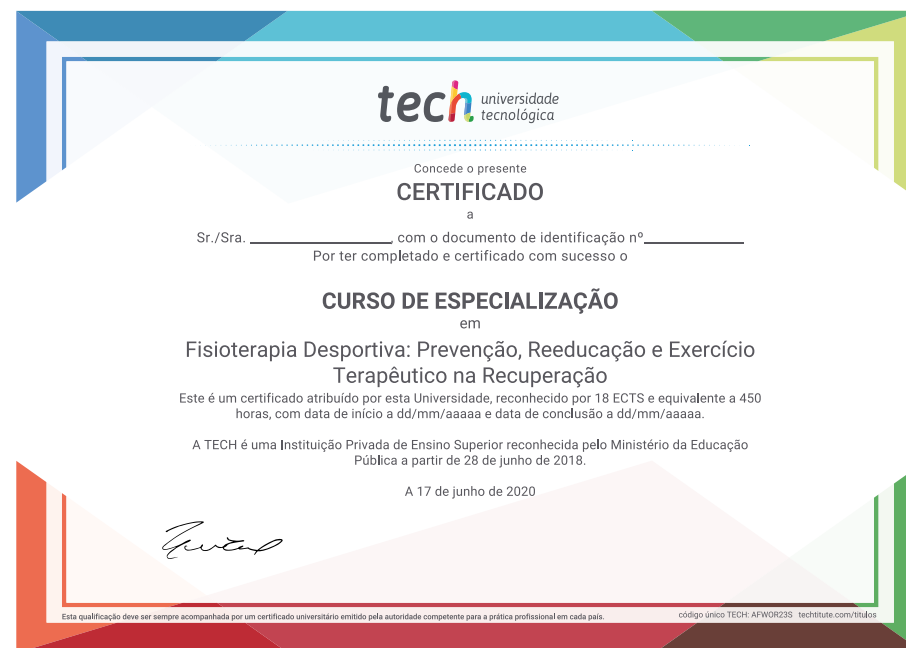 tech universidade
tecnológica
Concede o presente
CERTIFICADO
a
Sr./Sra. ____________________, com o documento de identificação nº______________
Por ter completado e certificado com sucesso o
CURSO DE ESPECIALIZAÇÃO
em
Fisioterapia Desportiva: Prevenção, Reeducação e Exercício
Terapêutico na Recuperação
Este é um certificado atribuído por esta Universidade, reconhecido por 18 ECTS e equivalente a 450
horas, com data de início a dd/mm/aaaaa e data de conclusão a dd/mm/aaaaa.
A TECH é uma Instituição Privada de Ensino Superior reconhecida pelo Ministério da Educação
Pública a partir de 28 de junho de 2018.
A 17 de junho de 2020
Esta qualificação deve ser sempre acompanhada por um certificado universitário emitido pela autoridade competente para a prática profissional em cada país.
código único TECH: AFWOR23S techtitute.com/titulos